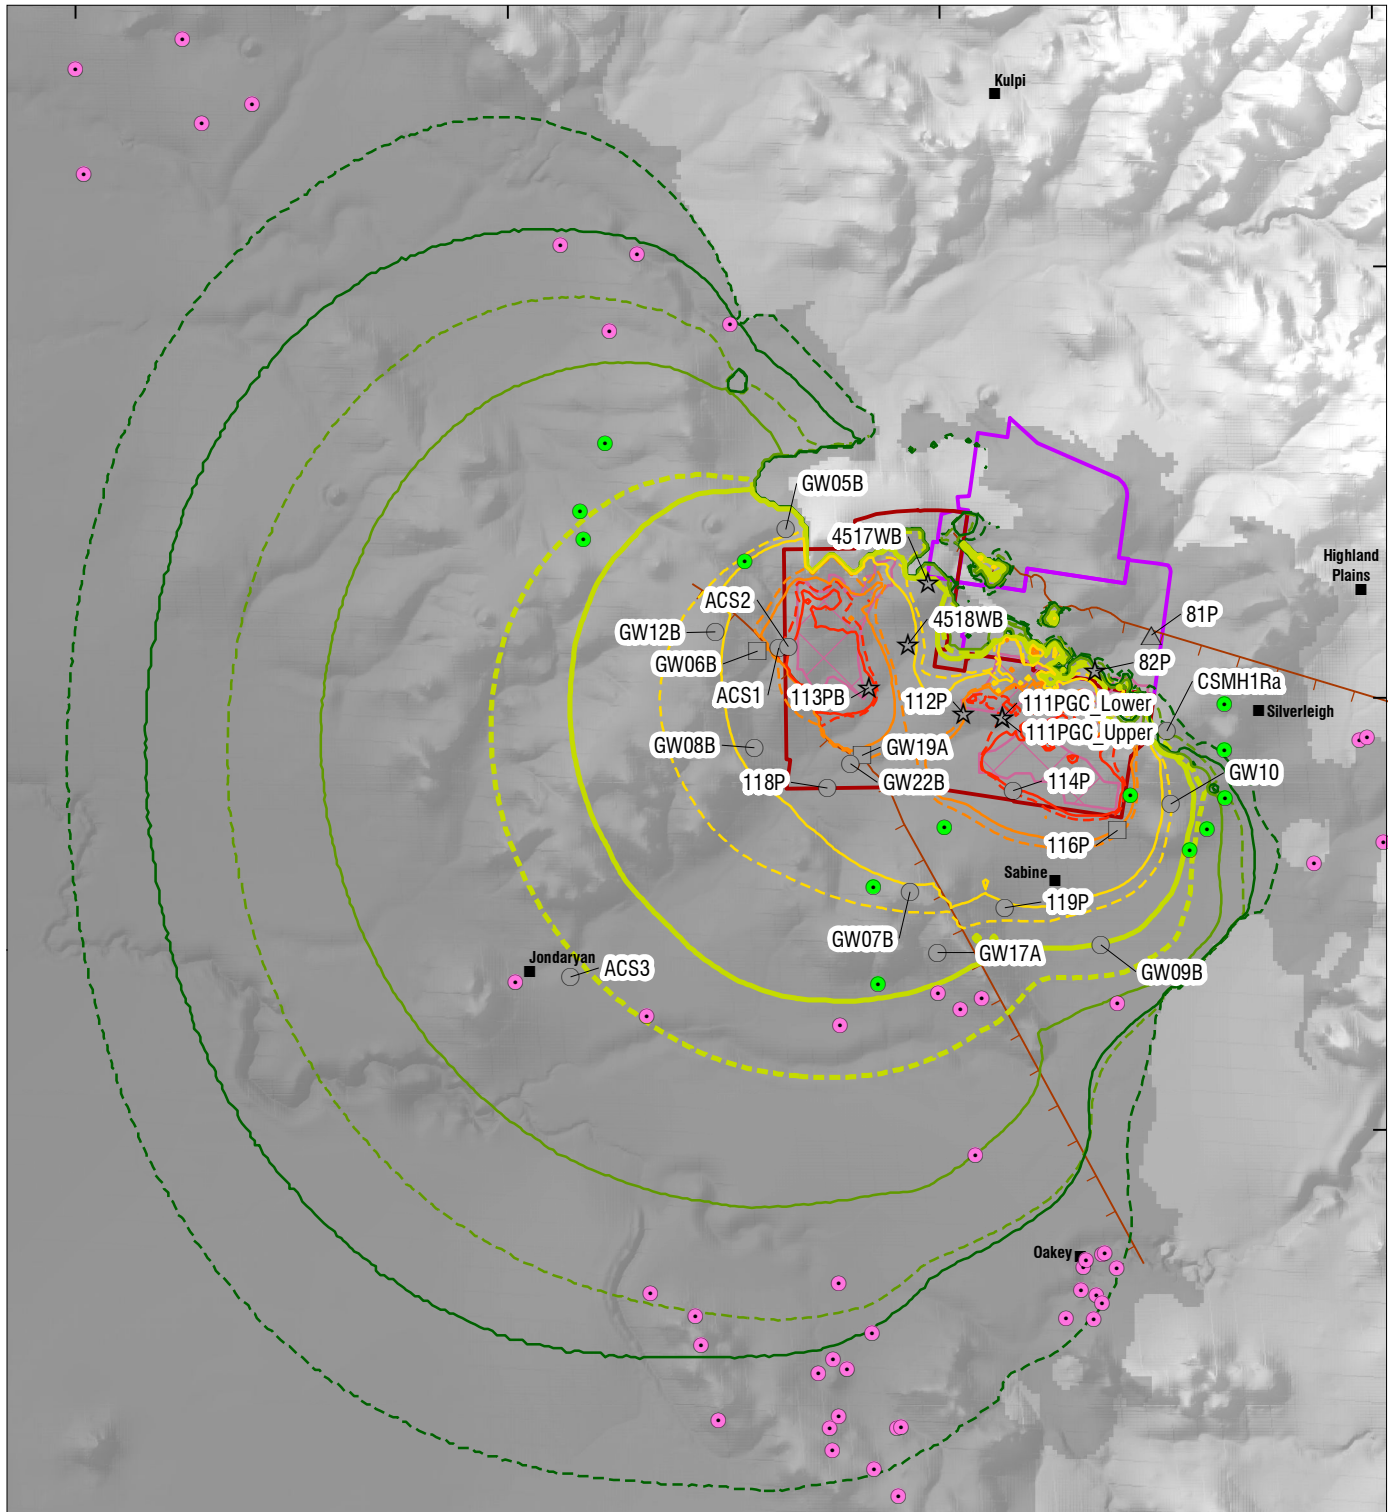 Kulpi
GW05B
4517WB
Highland
Plains
ACS2
4518WB
81P
GW12B
GW06B
82P
CSMH1Ra
ACS1
113PB
112P
111PGC_Lower
Silverleigh
111PGC_Upper
GW08B
GW19A
GW22B
118P
114P
GW10
116P
Sabine
119P
GW07B
GW17A
Jondaryan
ACS3
GW09B
Oakey